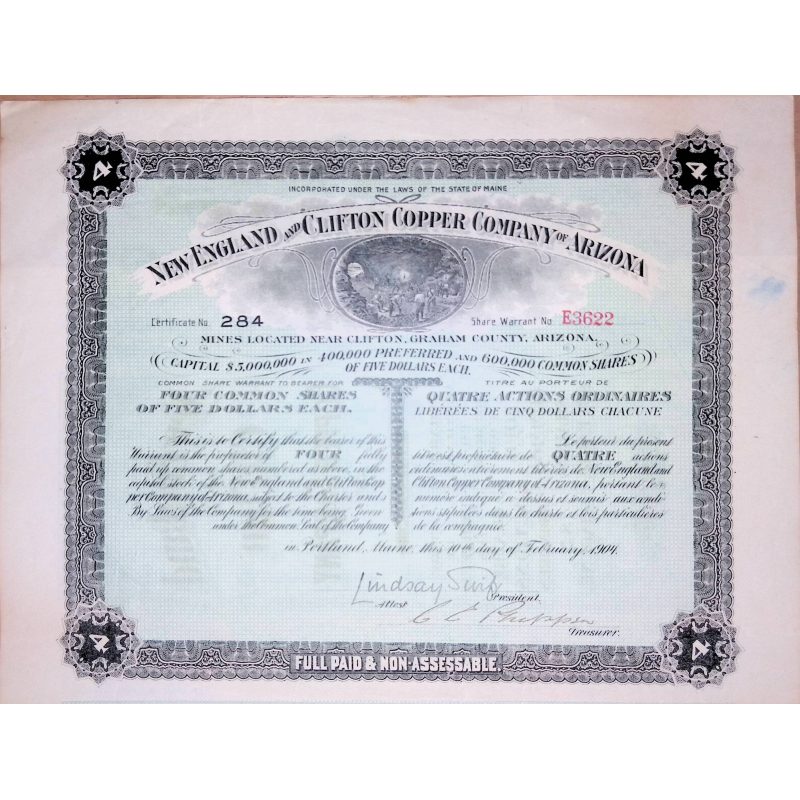 4
4
INCORPORATED UNDER THE LAWS OF THE STATE OF MAINE
NEW ENGLAND AND CLIFTON COPPER COMPANY OF ARIZONA
Certificate No. 284
Share Warrant No E3622
MINES LOCATED NEAR CLIFTON, GRAHAM COUNTY, ARIZONA.
CAPITAL $5,000,000 IN 400,000 PREFERRED AND 600,000 COMMON SHARES
OF FIVE DOLLARS EACH.
COMMON SHARE WARRANT TO BEARER FOR
FOUR COMMON SHARES
OF FIVE DOLLARS EACH.
This is to Certify that the bearer of this
Warrant is the proprietor of FOUR fully
paid up common shares numbered as above, in the
capital stock of the New England and Clifton Cop
per Company of Arizona, subject to the Charter and
By Laws of the Company for the time being. Given
under the Common Seal of the Company
TITRE AU PORTEUR DE
QUATRE ACTIONS ORDINAIRES
LIBÉRÉES DE CINQ DOLLARS CHACUNE
Le porteur du présent
titre est propriétaire de QUATRE actions
ordinaires entièrement libérées de New England and
Clifton Copper Company of Arizona, portant le
numéro indiqué a dessus et soumis aux condi
tions stipulées dans la charte et lois particulières
de la compagnie.
in Portland, Maine, this 10th day of February, 1904.
Lindsay
President.
Attest
C E
Treasurer.
4
4
FULL PAID & NON-ASSESSABLE.